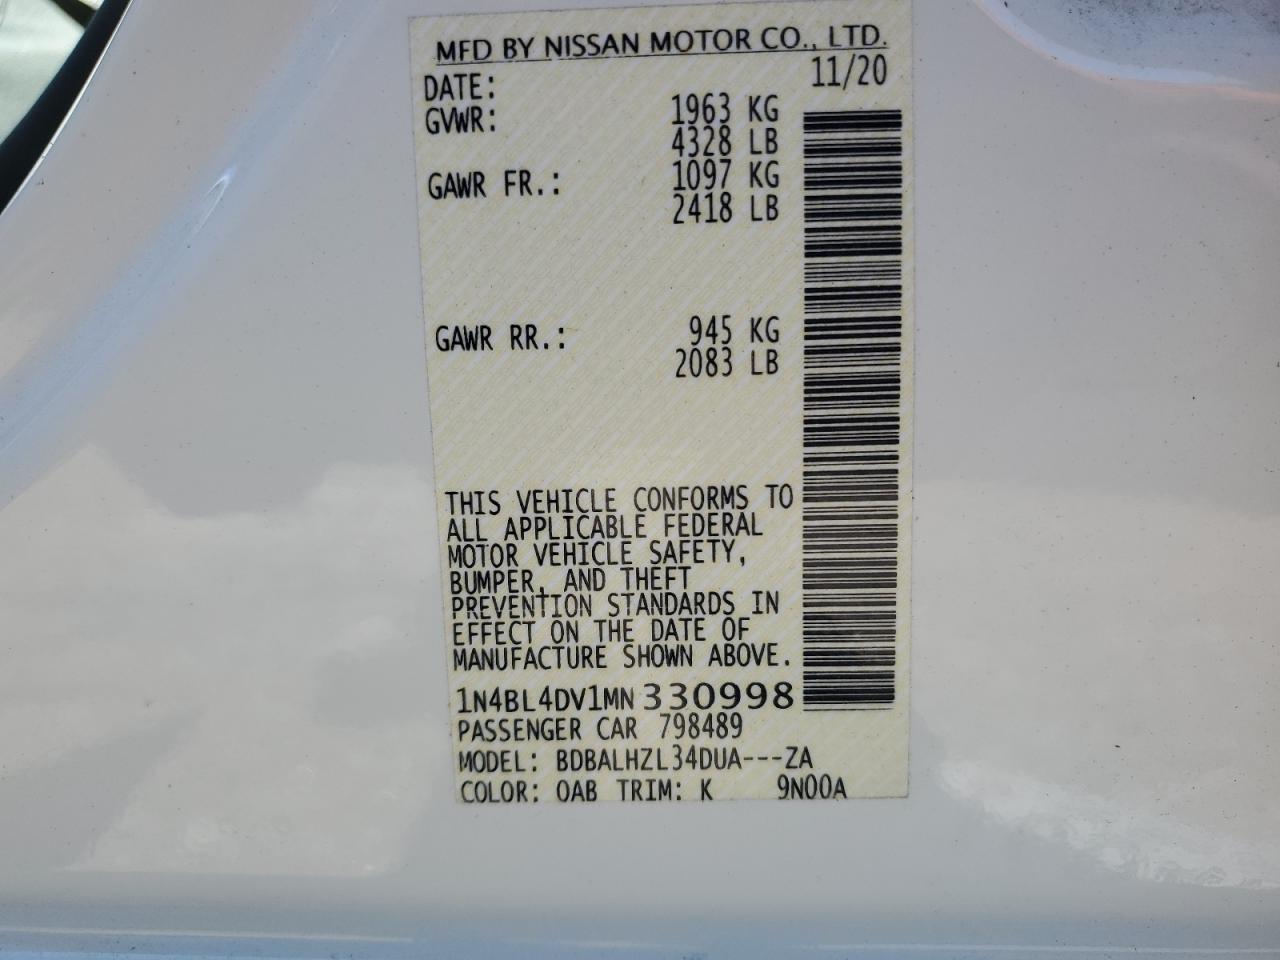 MFD BY NISSAN MOTOR CO., LTD.
DATE: 11/20
GVWR: 1963 KG
4328 LB
GAWR FR.: 1097 KG
2418 LB
GAWR RR.: 945 KG
2083 LB
THIS VEHICLE CONFORMS TO
ALL APPLICABLE FEDERAL
MOTOR VEHICLE SAFETY,
BUMPER, AND THEFT
PREVENTION STANDARDS IN
EFFECT ON THE DATE OF
MANUFACTURE SHOWN ABOVE.
1N4BL4DV1MN330998
PASSENGER CAR 798489
MODEL: BDBALHZL34DUA---ZA
COLOR: OAB TRIM: K 9N00A